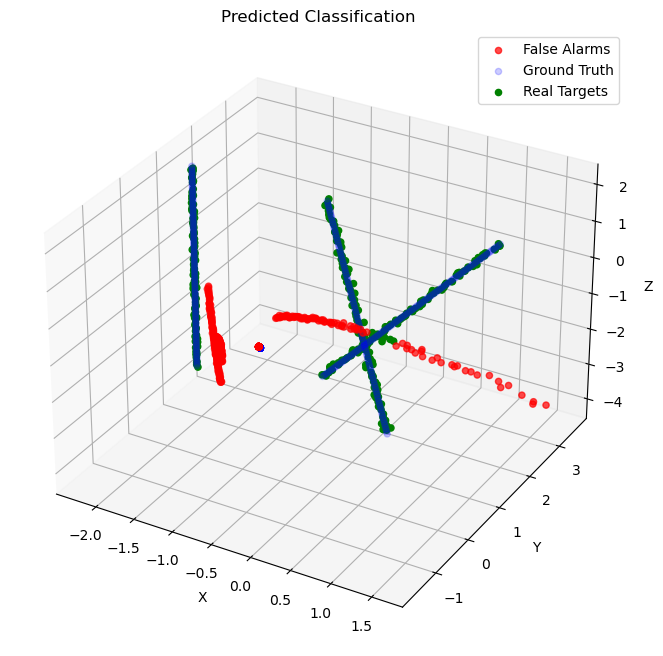 Predicted Classification
False Alarms
Ground Truth
Real Targets
2
1
0
−1
−2
−3
−4
Z
3
2
1
0
−1
Y
−2.0
−1.5
−1.0
−0.5
0.0
0.5
1.0
1.5
X